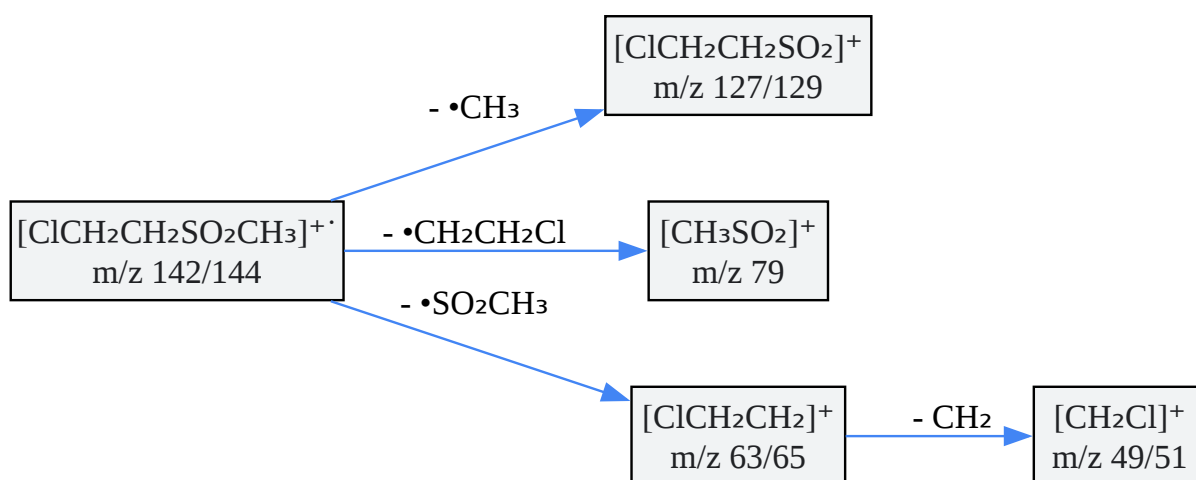 [ClCH₂CH₂SO₂]⁺
m/z 127/129
- •CH₃
[ClCH₂CH₂SO₂CH₃]⁺˙
m/z 142/144
- •CH₂CH₂Cl
[CH₃SO₂]⁺
m/z 79
- •SO₂CH₃
[ClCH₂CH₂]⁺
m/z 63/65
- CH₂
[CH₂Cl]⁺
m/z 49/51